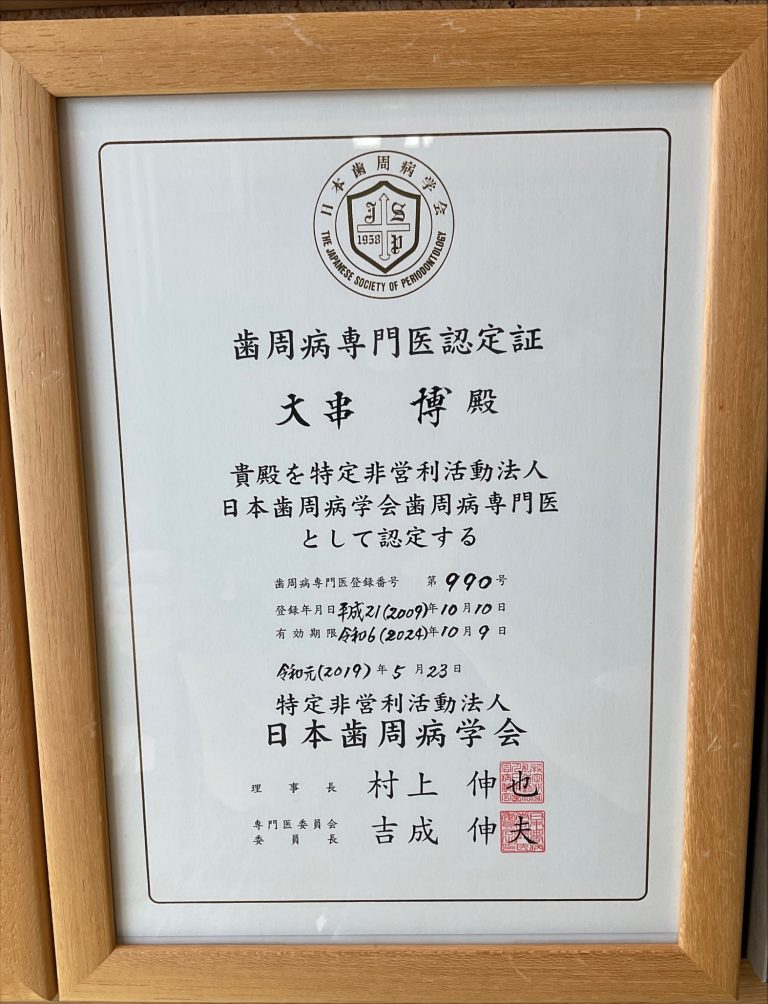 日本歯周病学会
J S
1958 P
THE JAPANESE SOCIETY OF PERIODONTOLOGY
歯周病専門医認定証
大串 博 殿
貴殿を特定非営利活動法人
日本歯周病学会歯周病専門医
として認定する
歯周病専門医登録番号 第990号
登録年月日平成21(2009)年10月10日
有効期限令和6(2024)年10月9日
令和元(2019)年5月23日
特定非営利活動法人
日本歯周病学会
理事長 村上 伸也
専門医委員会
委員長 吉成 伸夫